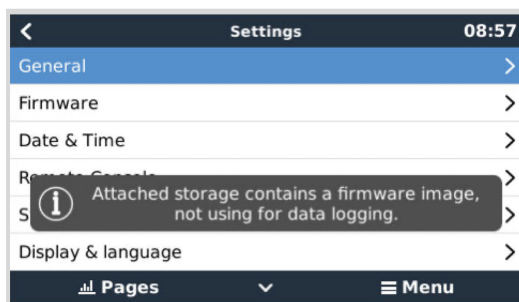 Settings 08:57
General
Firmware
Date & Time
Attached storage contains a firmware image,
not using for data logging.
Display & language
Pages Menu